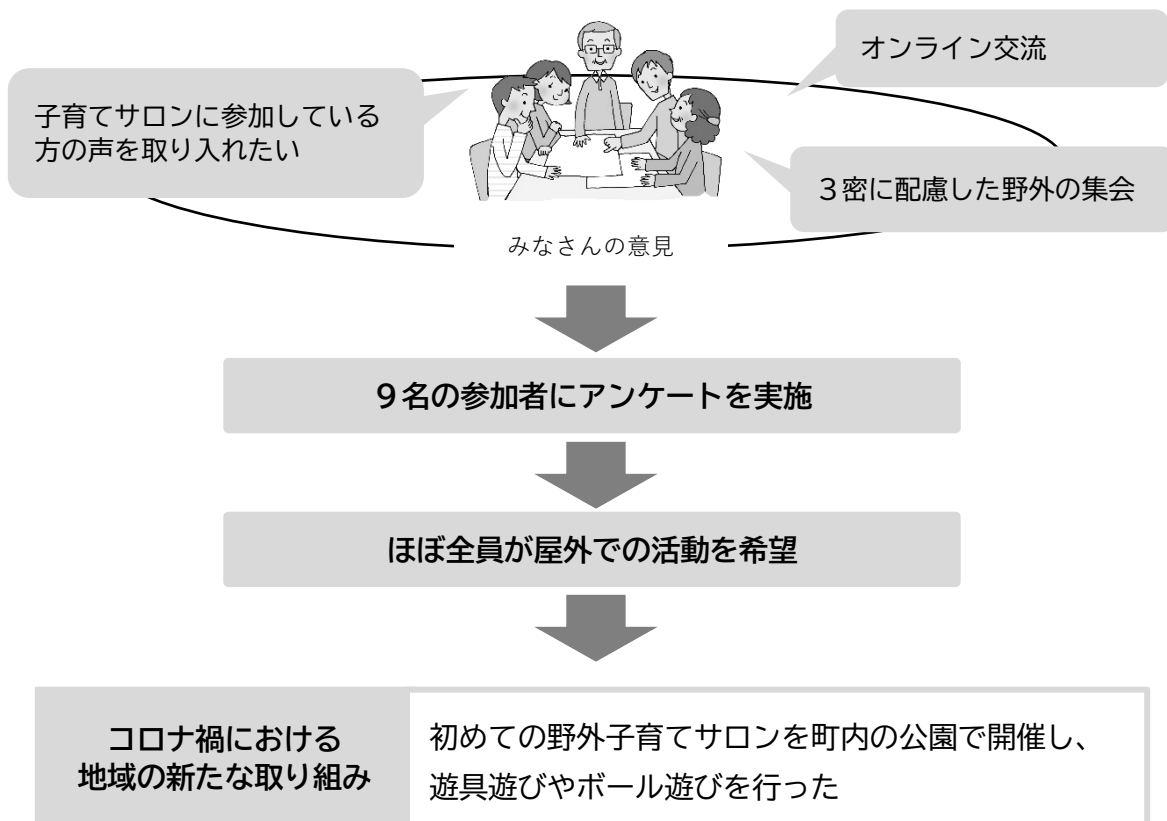 オンライン交流
子育てサロンに参加している
方の声を取り入れたい
３密に配慮した野外の集会
みなさんの意見
９名の参加者にアンケートを実施
ほぼ全員が屋外での活動を希望
コロナ禍における
地域の新たな取り組み
初めての野外子育てサロンを町内の公園で開催し、
遊具遊びやボール遊びを行った